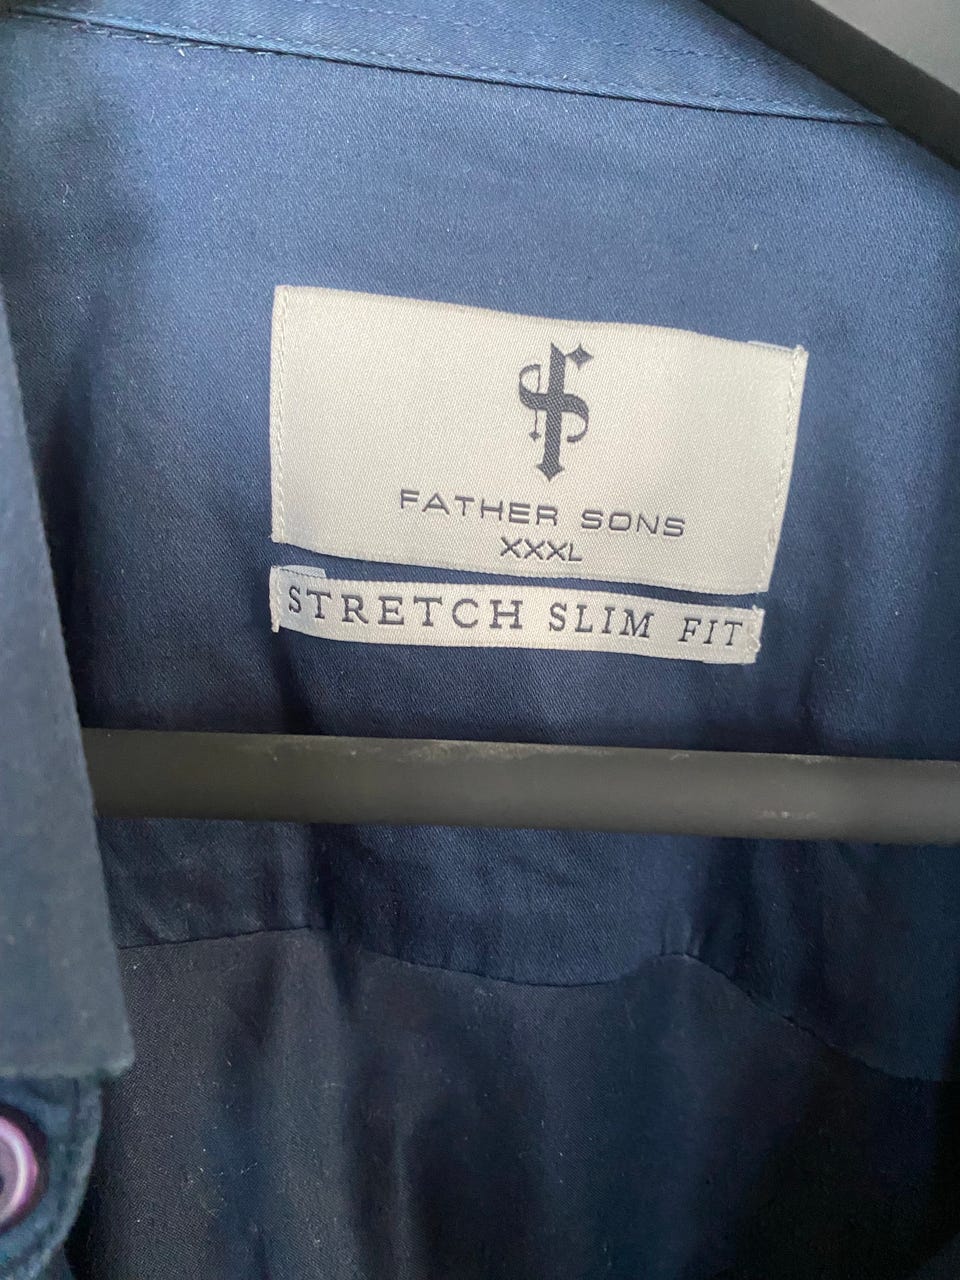 FATHER SONS
XXXL
STRETCH SLIM FIT